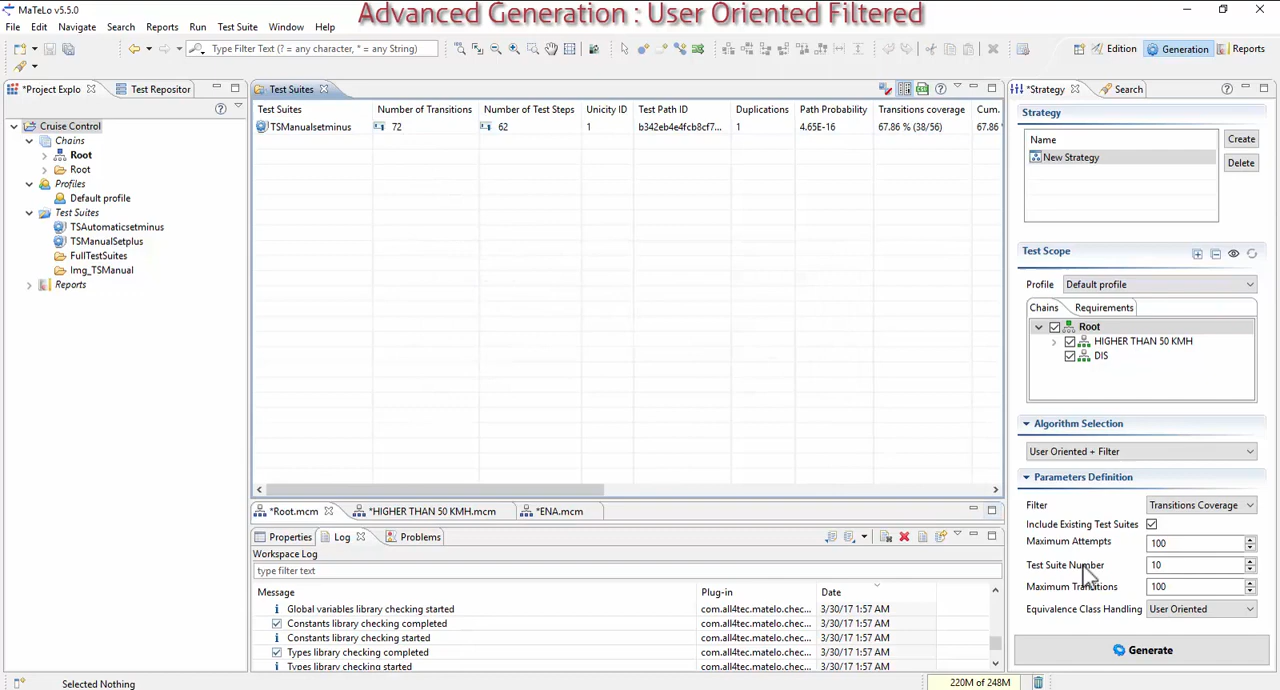 MaTeLo v5.5.0
Advanced Generation : User Oriented Filtered
File Edit Navigate Search Reports Run Test Suite Window Help
Type Filter Text (? = any character, * = any String)
Edition Generation Reports
*Project Explo Test Repositor
Test Suites
*Strategy Search
Cruise Control
Chains
Root
Root
Profiles
Default profile
Test Suites
TSAutomaticsetminus
TSManualSetplus
FullTestSuites
Img_TSManual
Reports
Test Suites Number of Transitions Number of Test Steps Unicity ID Test Path ID Duplications Path Probability Transitions coverage Cum.
TSManualsetminus 72 62 1 b342eb4e4fcb8cf7... 1 4.65E-16 67.86 % (38/56) 67.86
*Root.mcm *HIGHER THAN 50 KMH.mcm *ENA.mcm
Properties Log Problems
Workspace Log
type filter text
Message Plug-in Date
Global variables library checking started com.all4tec.matelo.chec... 3/30/17 1:57 AM
Constants library checking completed com.all4tec.matelo.chec... 3/30/17 1:57 AM
Constants library checking started com.all4tec.matelo.chec... 3/30/17 1:57 AM
Types library checking completed com.all4tec.matelo.chec... 3/30/17 1:57 AM
Types library checking started com.all4tec.matelo.chec... 3/30/17 1:57 AM
Strategy
Name
New Strategy
Create
Delete
Test Scope
Profile Default profile
Chains Requirements
Root
HIGHER THAN 50 KMH
DIS
Algorithm Selection
User Oriented + Filter
Parameters Definition
Filter Transitions Coverage
Include Existing Test Suites
Maximum Attempts 100
Test Suite Number 10
Maximum Transitions 100
Equivalence Class Handling User Oriented
Generate
Selected Nothing
220M of 248M